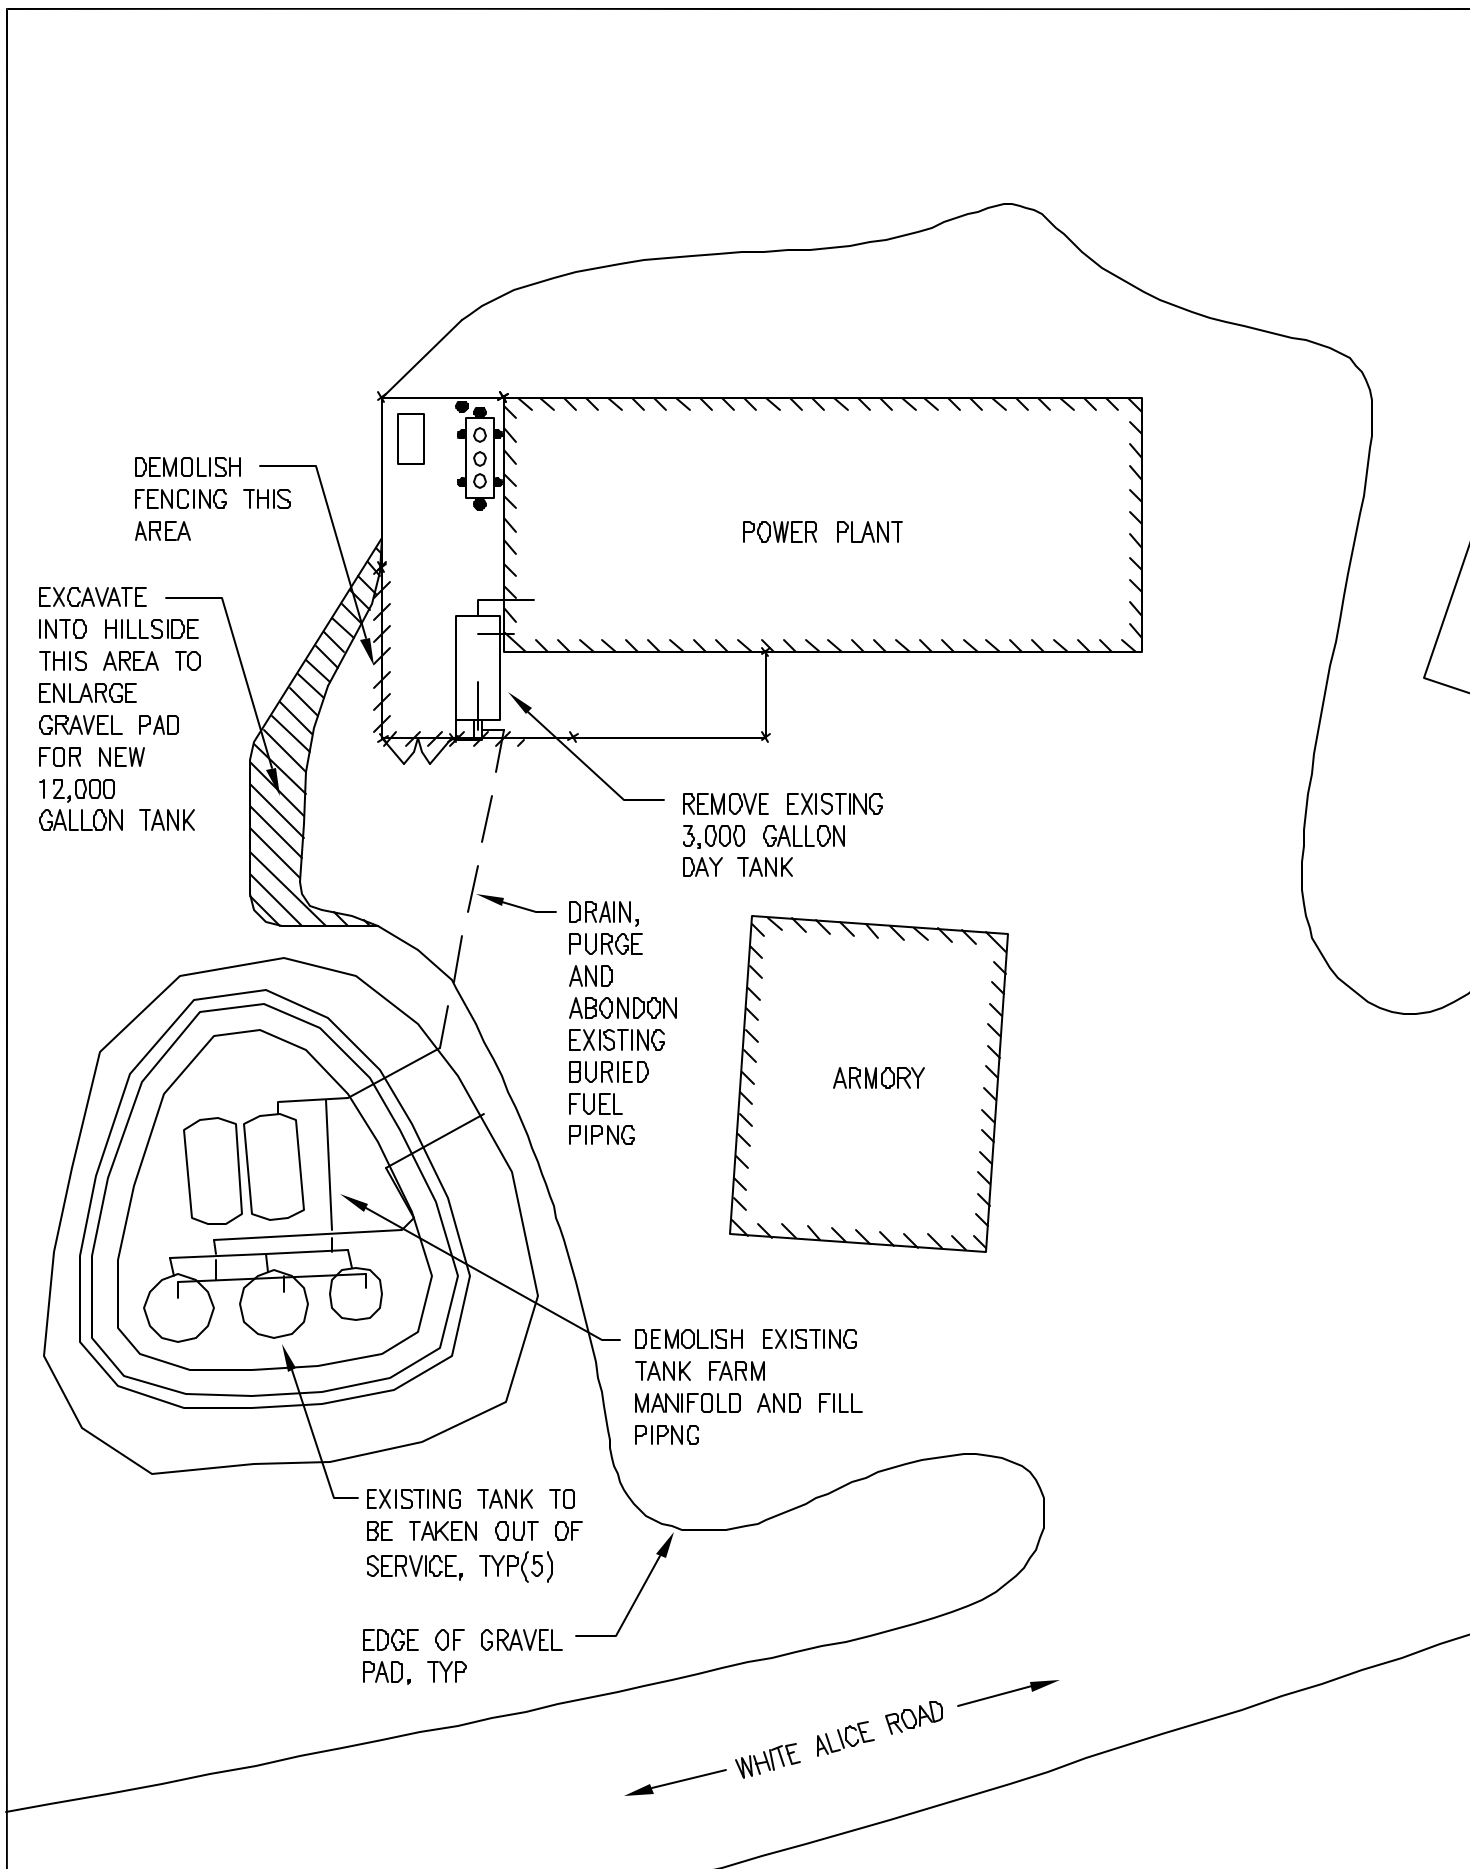 POWER PLANT
DEMOLISH
FENCING THIS
AREA
EXCAVATE
INTO HILLSIDE
THIS AREA TO
ENLARGE
GRAVEL PAD
FOR NEW
12,000
GALLON TANK
REMOVE EXISTING
3,000 GALLON
DAY TANK
DRAIN,
PURGE
AND
ABONDON
EXISTING
BURIED
FUEL
PIPNG
ARMORY
DEMOLISH EXISTING
TANK FARM
MANIFOLD AND FILL
PIPNG
EXISTING TANK TO
BE TAKEN OUT OF
SERVICE, TYP(5)
EDGE OF GRAVEL
PAD, TYP
WHITE ALICE ROAD